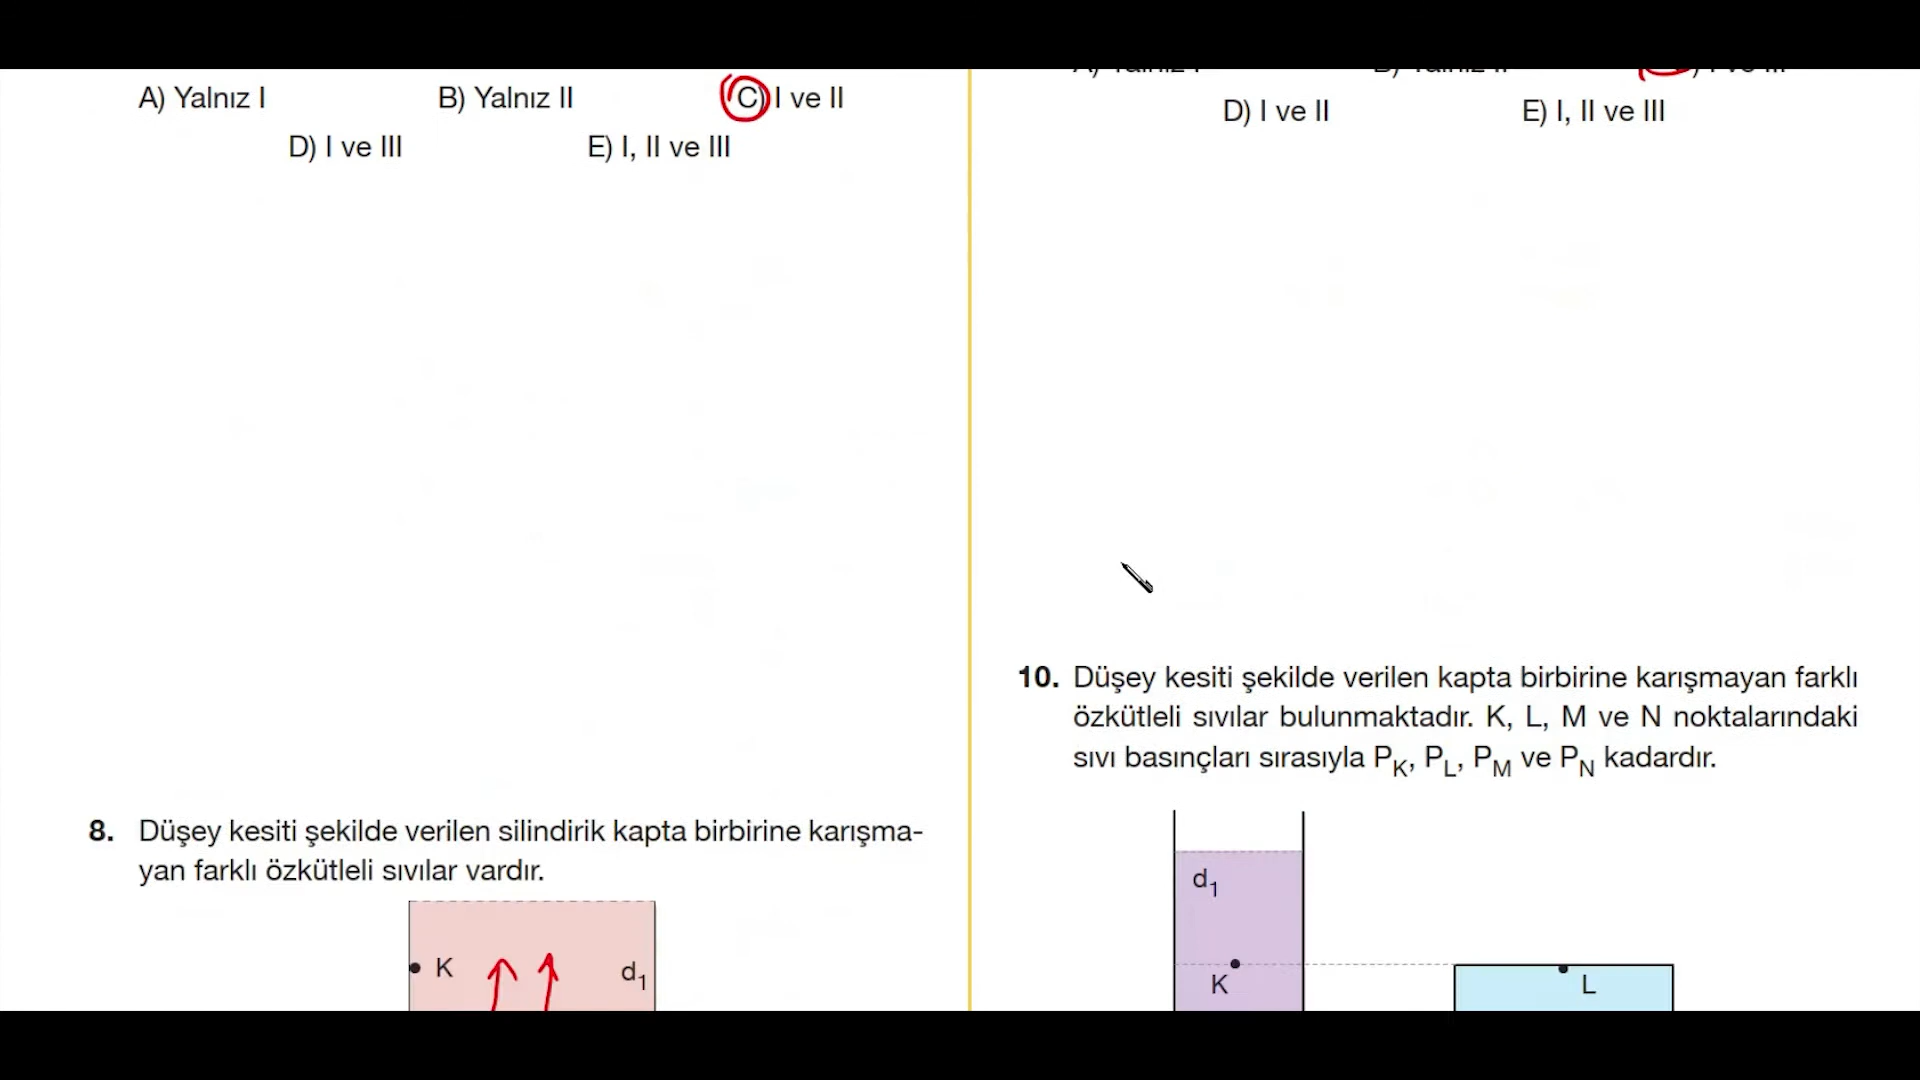 A) Yalnız I B) Yalnız II C) I ve II
D) I ve III E) I, II ve III
8. Düşey kesiti şekilde verilen silindirik kapta birbirine karışma-
yan farklı özkütleli sıvılar vardır.
K d₁
D) I ve II E) I, II ve III
10. Düşey kesiti şekilde verilen kapta birbirine karışmayan farklı
özkütleli sıvılar bulunmaktadır. K, L, M ve N noktalarındaki
sıvı basınçları sırasıyla P_K, P_L, P_M ve P_N kadardır.
d₁
K L